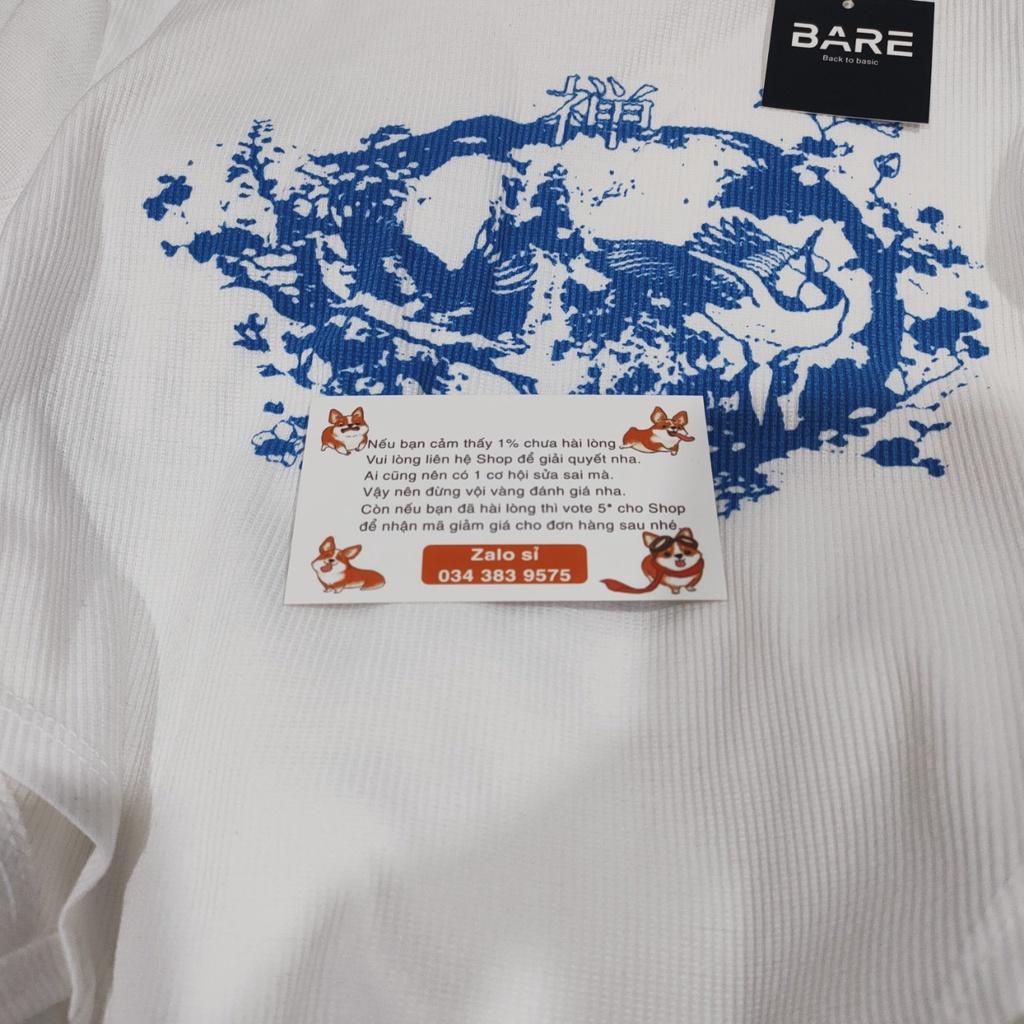 BARE
Back to basic
禅
Nếu bạn cảm thấy 1% chưa hài lòng
Vui lòng liên hệ Shop để giải quyết nha.
Ai cũng nên có 1 cơ hội sửa sai mà.
Vậy nên đừng vội vàng đánh giá nha.
Còn nếu bạn đã hài lòng thì vote 5* cho Shop
để nhận mã giảm giá cho đơn hàng sau nhé.
Zalo sỉ
034 383 9575